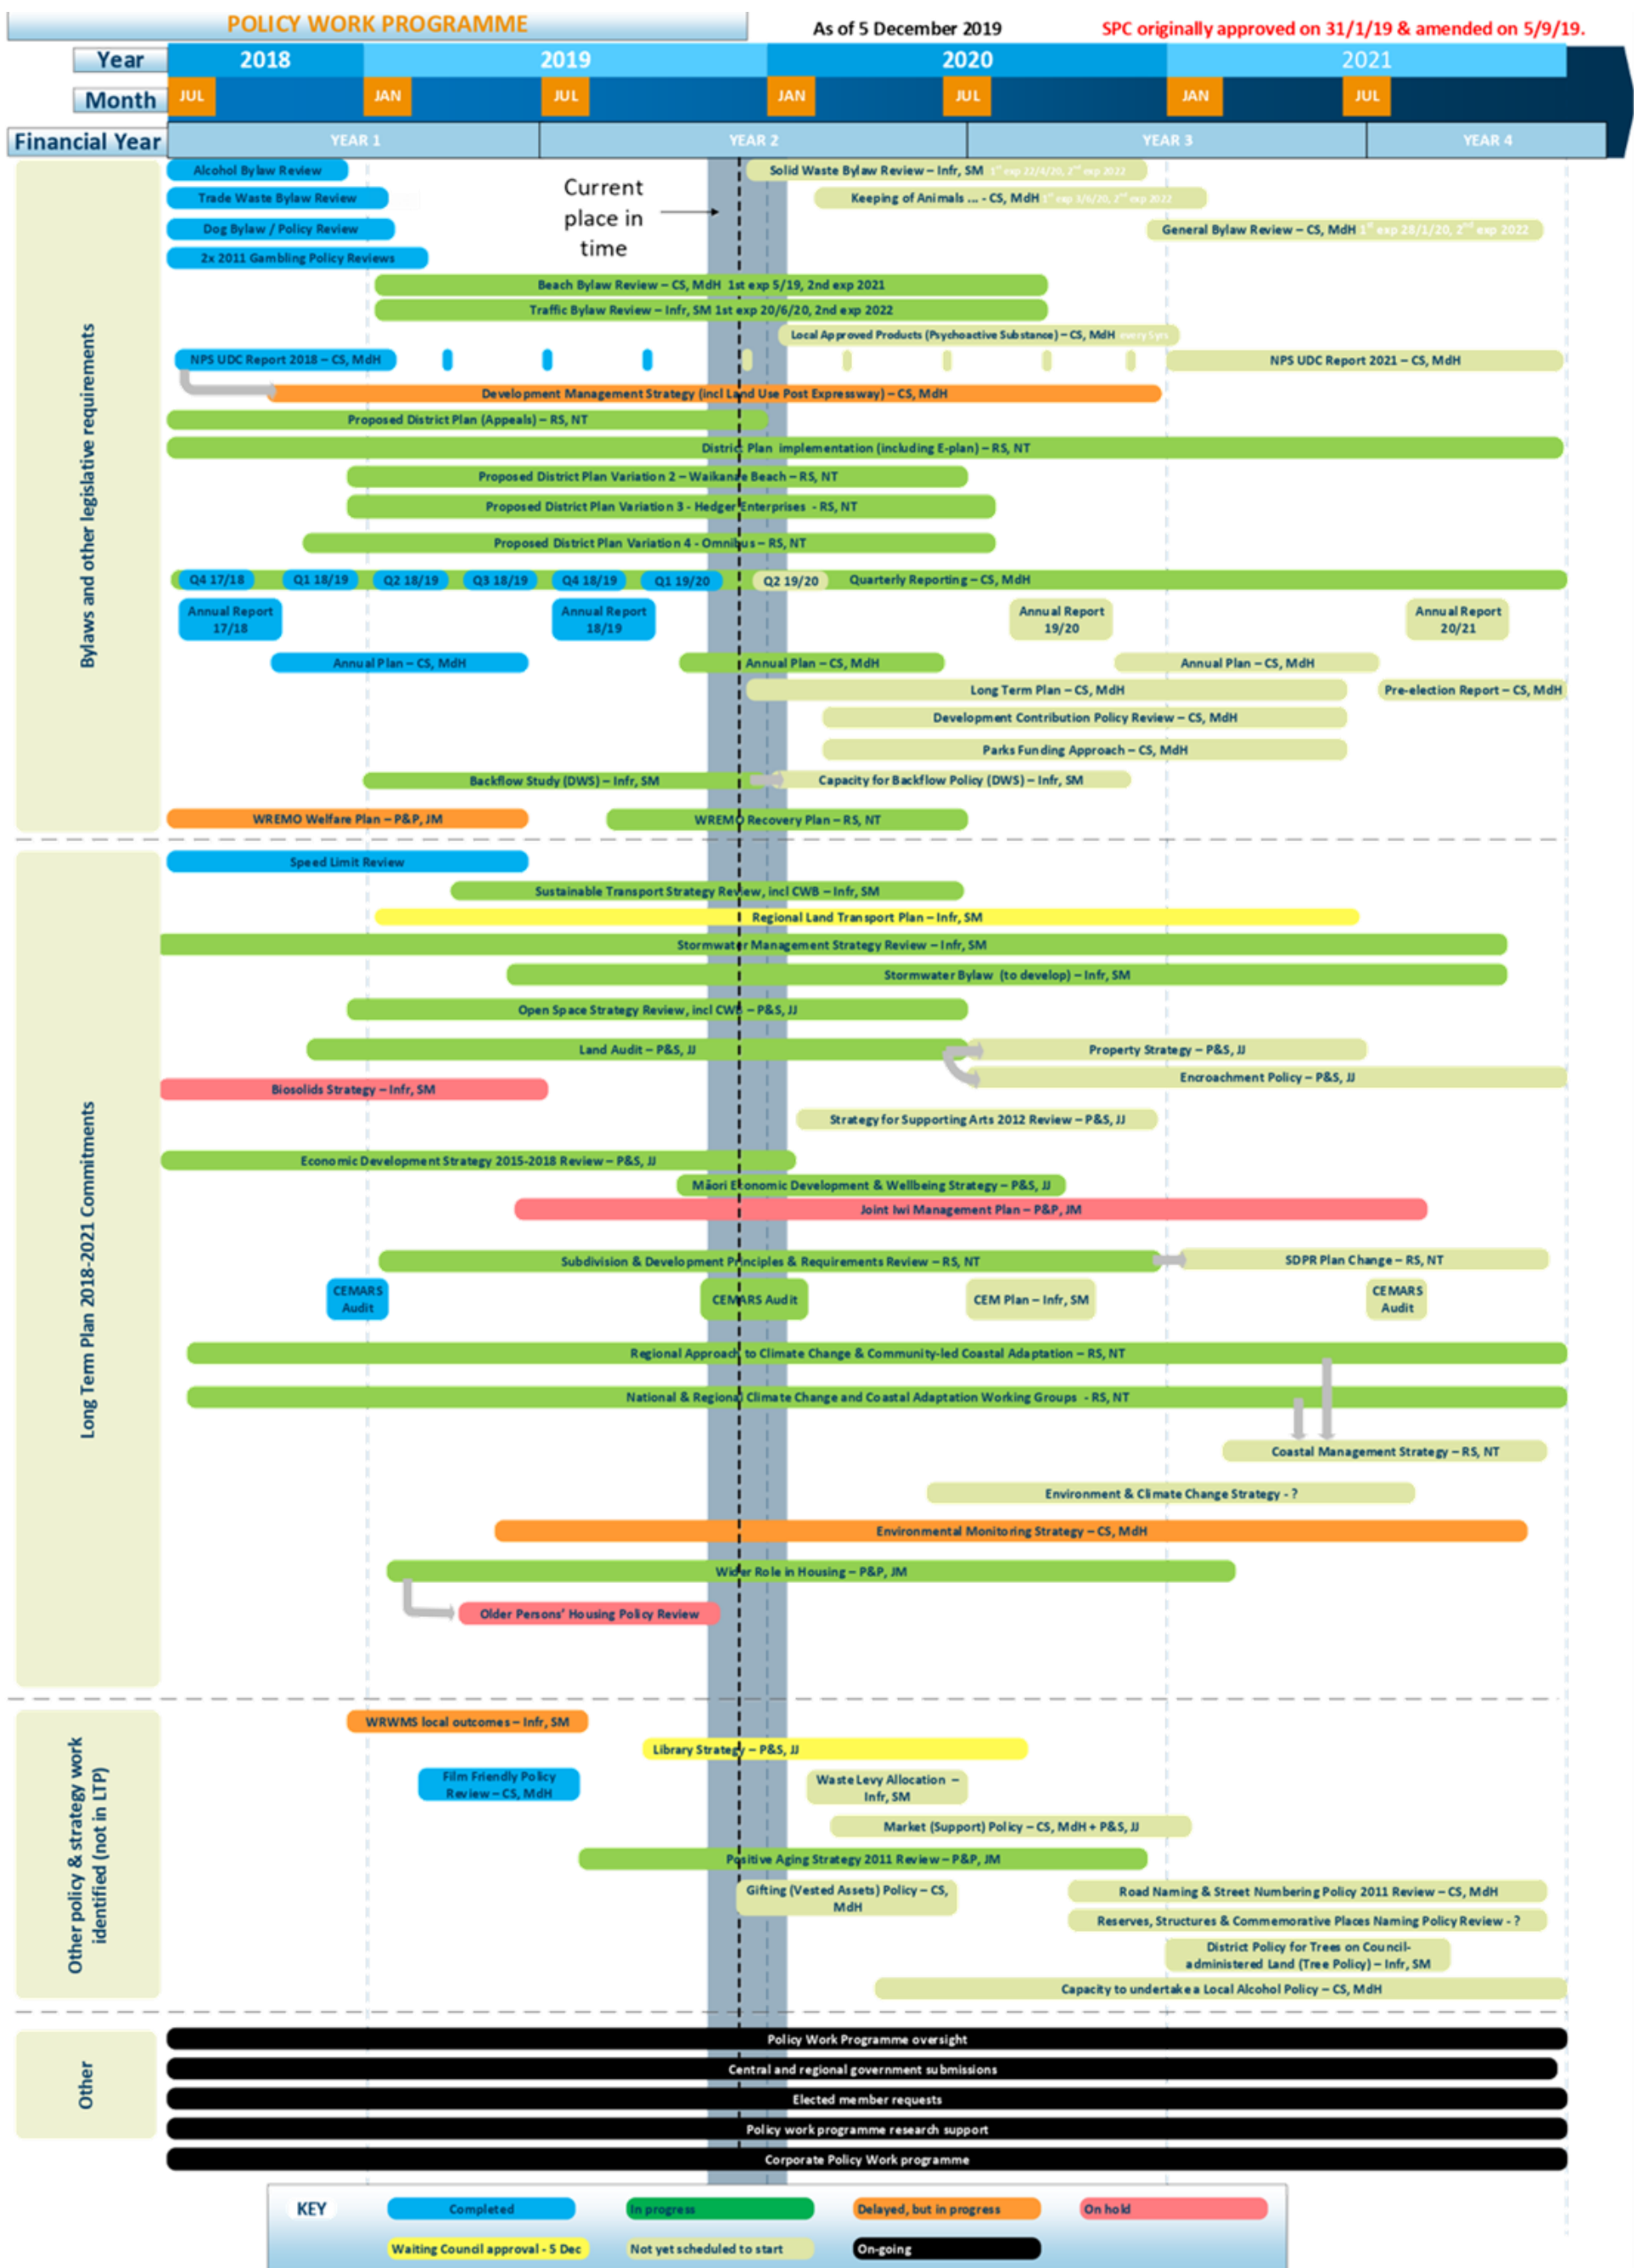 POLICY WORK PROGRAMME
As of 5 December 2019
SPC originally approved on 31/1/19 & amended on 5/9/19.
Year
2018
2019
2020
2021
Month
JUL
JAN
JUL
JAN
JUL
JAN
JUL
Financial Year
YEAR 1
YEAR 2
YEAR 3
YEAR 4
Bylaws and other legislative requirements
Current
place in
time
Alcohol Bylaw Review
Solid Waste Bylaw Review – Infr, SM 1st exp 22/4/20, 2nd exp 2022
Trade Waste Bylaw Review
Keeping of Animals ... - CS, MdH 1st exp 3/6/20, 2nd exp 2022
Dog Bylaw / Policy Review
General Bylaw Review – CS, MdH 1st exp 28/1/20, 2nd exp 2022
2x 2011 Gambling Policy Reviews
Beach Bylaw Review – CS, MdH 1st exp 5/19, 2nd exp 2021
Traffic Bylaw Review – Infr, SM 1st exp 20/6/20, 2nd exp 2022
Local Approved Products (Psychoactive Substance) – CS, MdH every 5yrs
NPS UDC Report 2018 – CS, MdH
NPS UDC Report 2021 – CS, MdH
Development Management Strategy (incl Land Use Post Expressway) – CS, MdH
Proposed District Plan (Appeals) – RS, NT
District Plan implementation (including E-plan) – RS, NT
Proposed District Plan Variation 2 – Waikanae Beach – RS, NT
Proposed District Plan Variation 3 - Hedger Enterprises - RS, NT
Proposed District Plan Variation 4 - Omnibus – RS, NT
Q4 17/18
Q1 18/19
Q2 18/19
Q3 18/19
Q4 18/19
Q1 19/20
Q2 19/20
Quarterly Reporting – CS, MdH
Annual Report
17/18
Annual Report
18/19
Annual Report
19/20
Annual Report
20/21
Annual Plan – CS, MdH
Annual Plan – CS, MdH
Annual Plan – CS, MdH
Long Term Plan – CS, MdH
Pre-election Report – CS, MdH
Development Contribution Policy Review – CS, MdH
Parks Funding Approach – CS, MdH
Backflow Study (DWS) – Infr, SM
Capacity for Backflow Policy (DWS) – Infr, SM
WREMO Welfare Plan – P&P, JM
WREMO Recovery Plan – RS, NT
Long Term Plan 2018-2021 Commitments
Speed Limit Review
Sustainable Transport Strategy Review, incl CWB – Infr, SM
Regional Land Transport Plan – Infr, SM
Stormwater Management Strategy Review – Infr, SM
Stormwater Bylaw (to develop) – Infr, SM
Open Space Strategy Review, incl CWB – P&S, JJ
Land Audit – P&S, JJ
Property Strategy – P&S, JJ
Encroachment Policy – P&S, JJ
Biosolids Strategy – Infr, SM
Strategy for Supporting Arts 2012 Review – P&S, JJ
Economic Development Strategy 2015-2018 Review – P&S, JJ
Māori Economic Development & Wellbeing Strategy – P&S, JJ
Joint Iwi Management Plan – P&P, JM
Subdivision & Development Principles & Requirements Review – RS, NT
SDPR Plan Change – RS, NT
CEMARS
Audit
CEMARS Audit
CEM Plan – Infr, SM
CEMARS
Audit
Regional Approach to Climate Change & Community-led Coastal Adaptation – RS, NT
National & Regional Climate Change and Coastal Adaptation Working Groups - RS, NT
Coastal Management Strategy – RS, NT
Environment & Climate Change Strategy - ?
Environmental Monitoring Strategy – CS, MdH
Wider Role in Housing – P&P, JM
Older Persons' Housing Policy Review
Other policy & strategy work
identified (not in LTP)
WRWMS local outcomes – Infr, SM
Library Strategy – P&S, JJ
Film Friendly Policy
Review – CS, MdH
Waste Levy Allocation –
Infr, SM
Market (Support) Policy – CS, MdH + P&S, JJ
Positive Aging Strategy 2011 Review – P&P, JM
Gifting (Vested Assets) Policy – CS,
MdH
Road Naming & Street Numbering Policy 2011 Review – CS, MdH
Reserves, Structures & Commemorative Places Naming Policy Review - ?
District Policy for Trees on Council-
administered Land (Tree Policy) – Infr, SM
Capacity to undertake a Local Alcohol Policy – CS, MdH
Other
Policy Work Programme oversight
Central and regional government submissions
Elected member requests
Policy work programme research support
Corporate Policy Work programme
KEY
Completed
In progress
Delayed, but in progress
On hold
Waiting Council approval - 5 Dec
Not yet scheduled to start
On-going